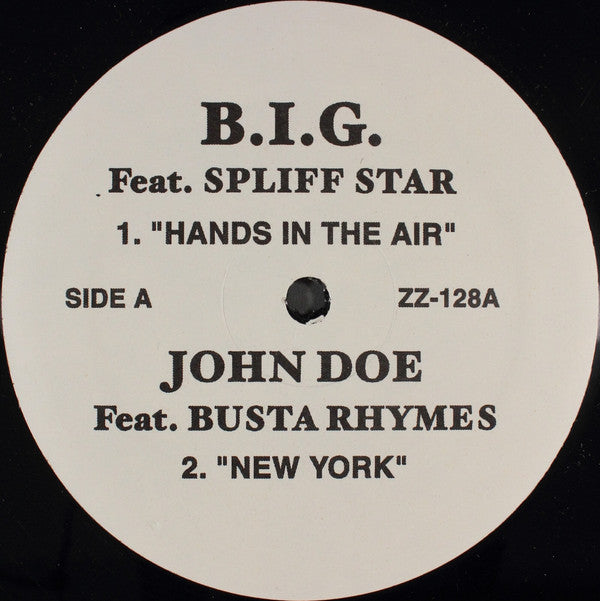 B.I.G.
Feat. SPLIFF STAR
1. "HANDS IN THE AIR"
SIDE A ZZ-128A
JOHN DOE
Feat. BUSTA RHYMES
2. "NEW YORK"